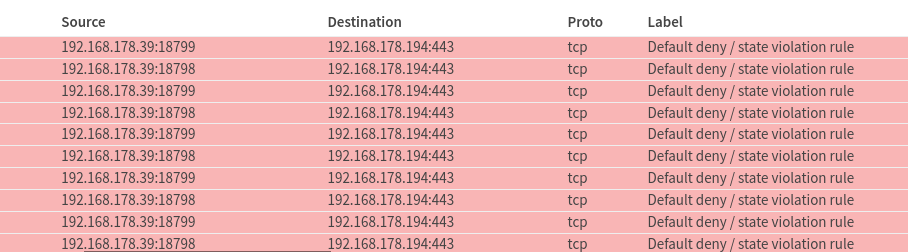 Source Destination Proto Label
192.168.178.39:18799 192.168.178.194:443 tcp Default deny / state violation rule
192.168.178.39:18798 192.168.178.194:443 tcp Default deny / state violation rule
192.168.178.39:18799 192.168.178.194:443 tcp Default deny / state violation rule
192.168.178.39:18798 192.168.178.194:443 tcp Default deny / state violation rule
192.168.178.39:18799 192.168.178.194:443 tcp Default deny / state violation rule
192.168.178.39:18798 192.168.178.194:443 tcp Default deny / state violation rule
192.168.178.39:18799 192.168.178.194:443 tcp Default deny / state violation rule
192.168.178.39:18798 192.168.178.194:443 tcp Default deny / state violation rule
192.168.178.39:18799 192.168.178.194:443 tcp Default deny / state violation rule
192.168.178.39:18798 192.168.178.194:443 tcp Default deny / state violation rule